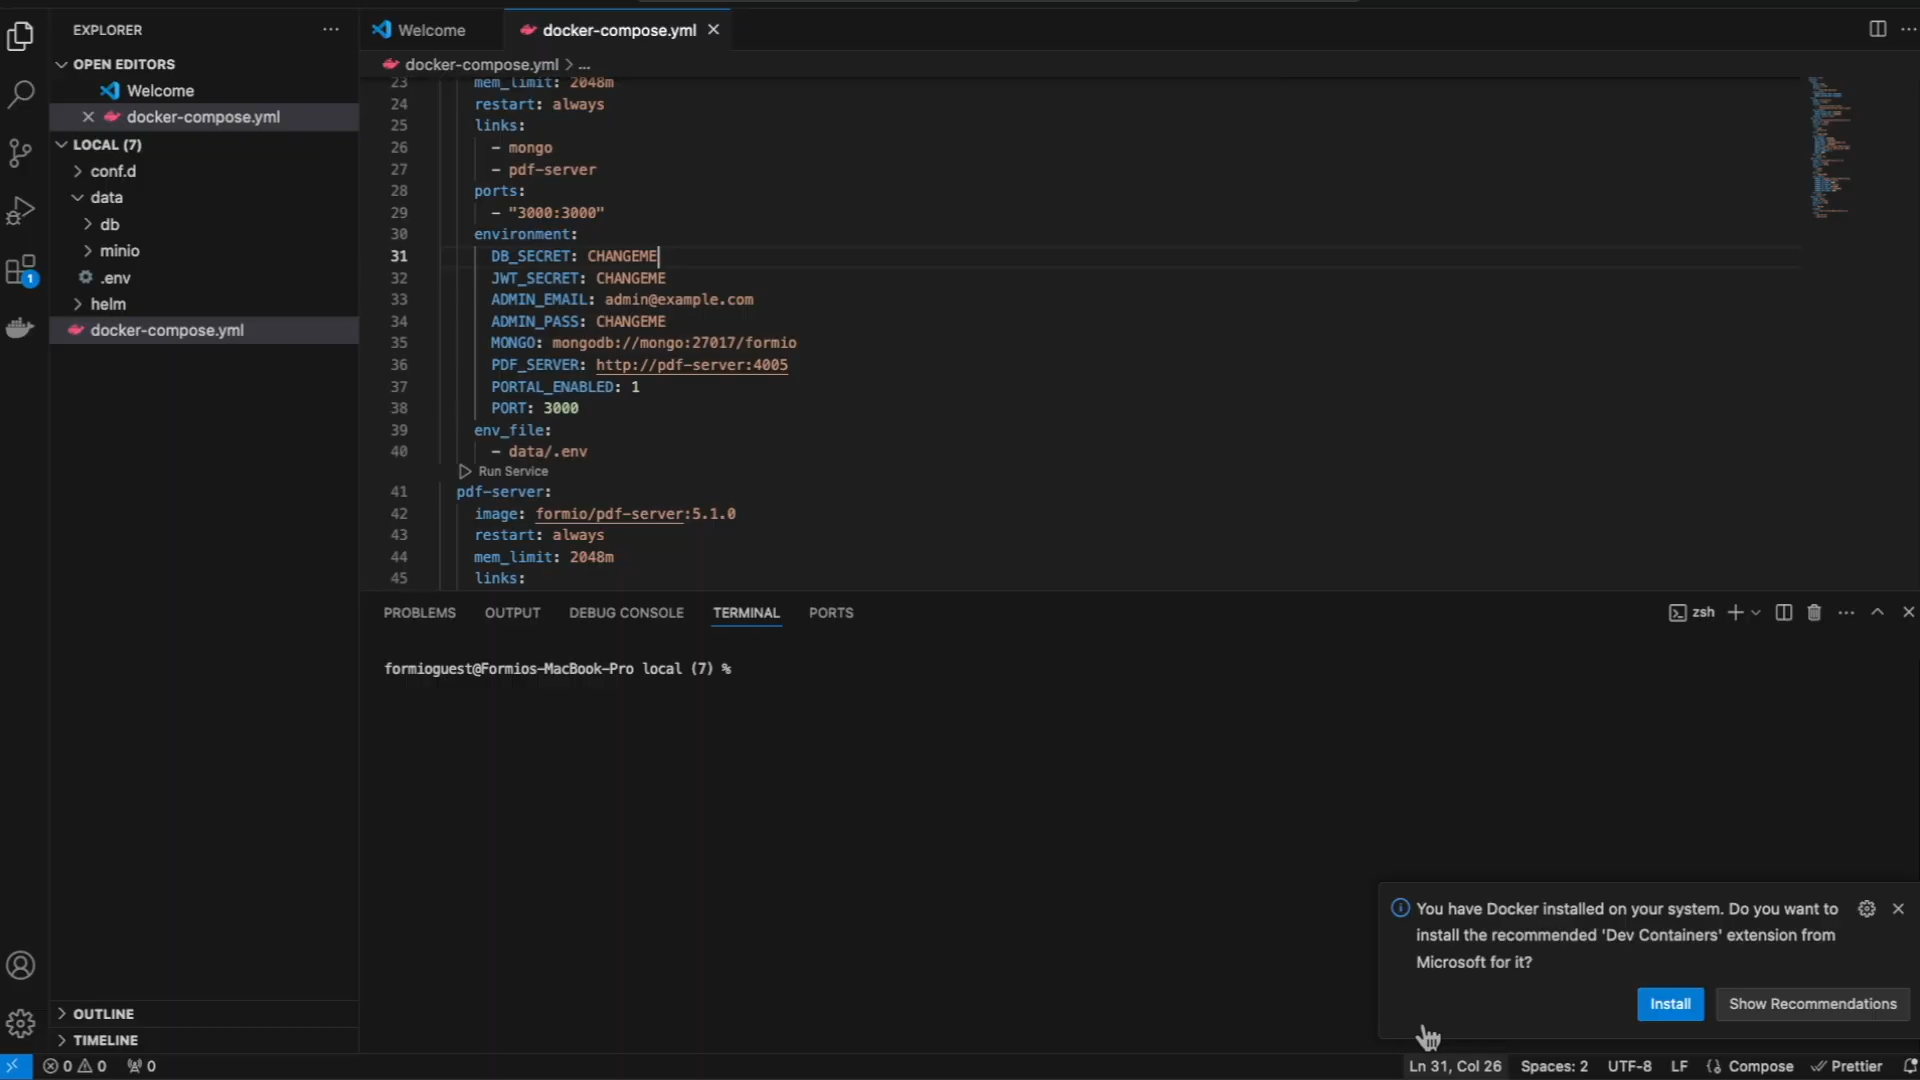 EXPLORER
OPEN EDITORS
Welcome
docker-compose.yml
LOCAL (7)
conf.d
data
db
minio
.env
helm
docker-compose.yml
OUTLINE
TIMELINE
Welcome
docker-compose.yml
docker-compose.yml > ...
23 mem_limit: 2048m
24 restart: always
25 links:
26 - mongo
27 - pdf-server
28 ports:
29 - "3000:3000"
30 environment:
31 DB_SECRET: CHANGEME
32 JWT_SECRET: CHANGEME
33 ADMIN_EMAIL: admin@example.com
34 ADMIN_PASS: CHANGEME
35 MONGO: mongodb://mongo:27017/formio
36 PDF_SERVER: http://pdf-server:4005
37 PORTAL_ENABLED: 1
38 PORT: 3000
39 env_file:
40 - data/.env
Run Service
41 pdf-server:
42 image: formio/pdf-server:5.1.0
43 restart: always
44 mem_limit: 2048m
45 links:
PROBLEMS OUTPUT DEBUG CONSOLE TERMINAL PORTS
zsh
formioguest@Formios-MacBook-Pro local (7) %
You have Docker installed on your system. Do you want to
install the recommended 'Dev Containers' extension from
Microsoft for it?
Install Show Recommendations
1
0 0 0
Ln 31, Col 26 Spaces: 2 UTF-8 LF Compose Prettier